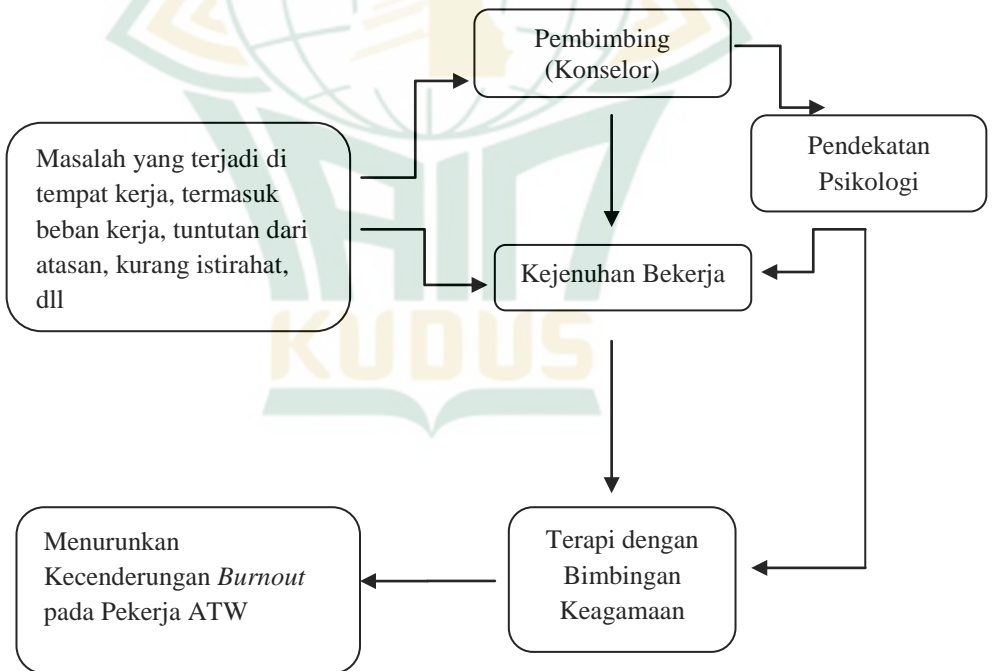 Pembimbing
(Konselor)
Masalah yang terjadi di
tempat kerja, termasuk
beban kerja, tuntutan dari
atasan, kurang istirahat,
dll
Pendekatan
Psikologi
Kejenuhan Bekerja
KUDUS
Menurunkan
Kecenderungan Burnout
pada Pekerja ATW
Terapi dengan
Bimbingan
Keagamaan